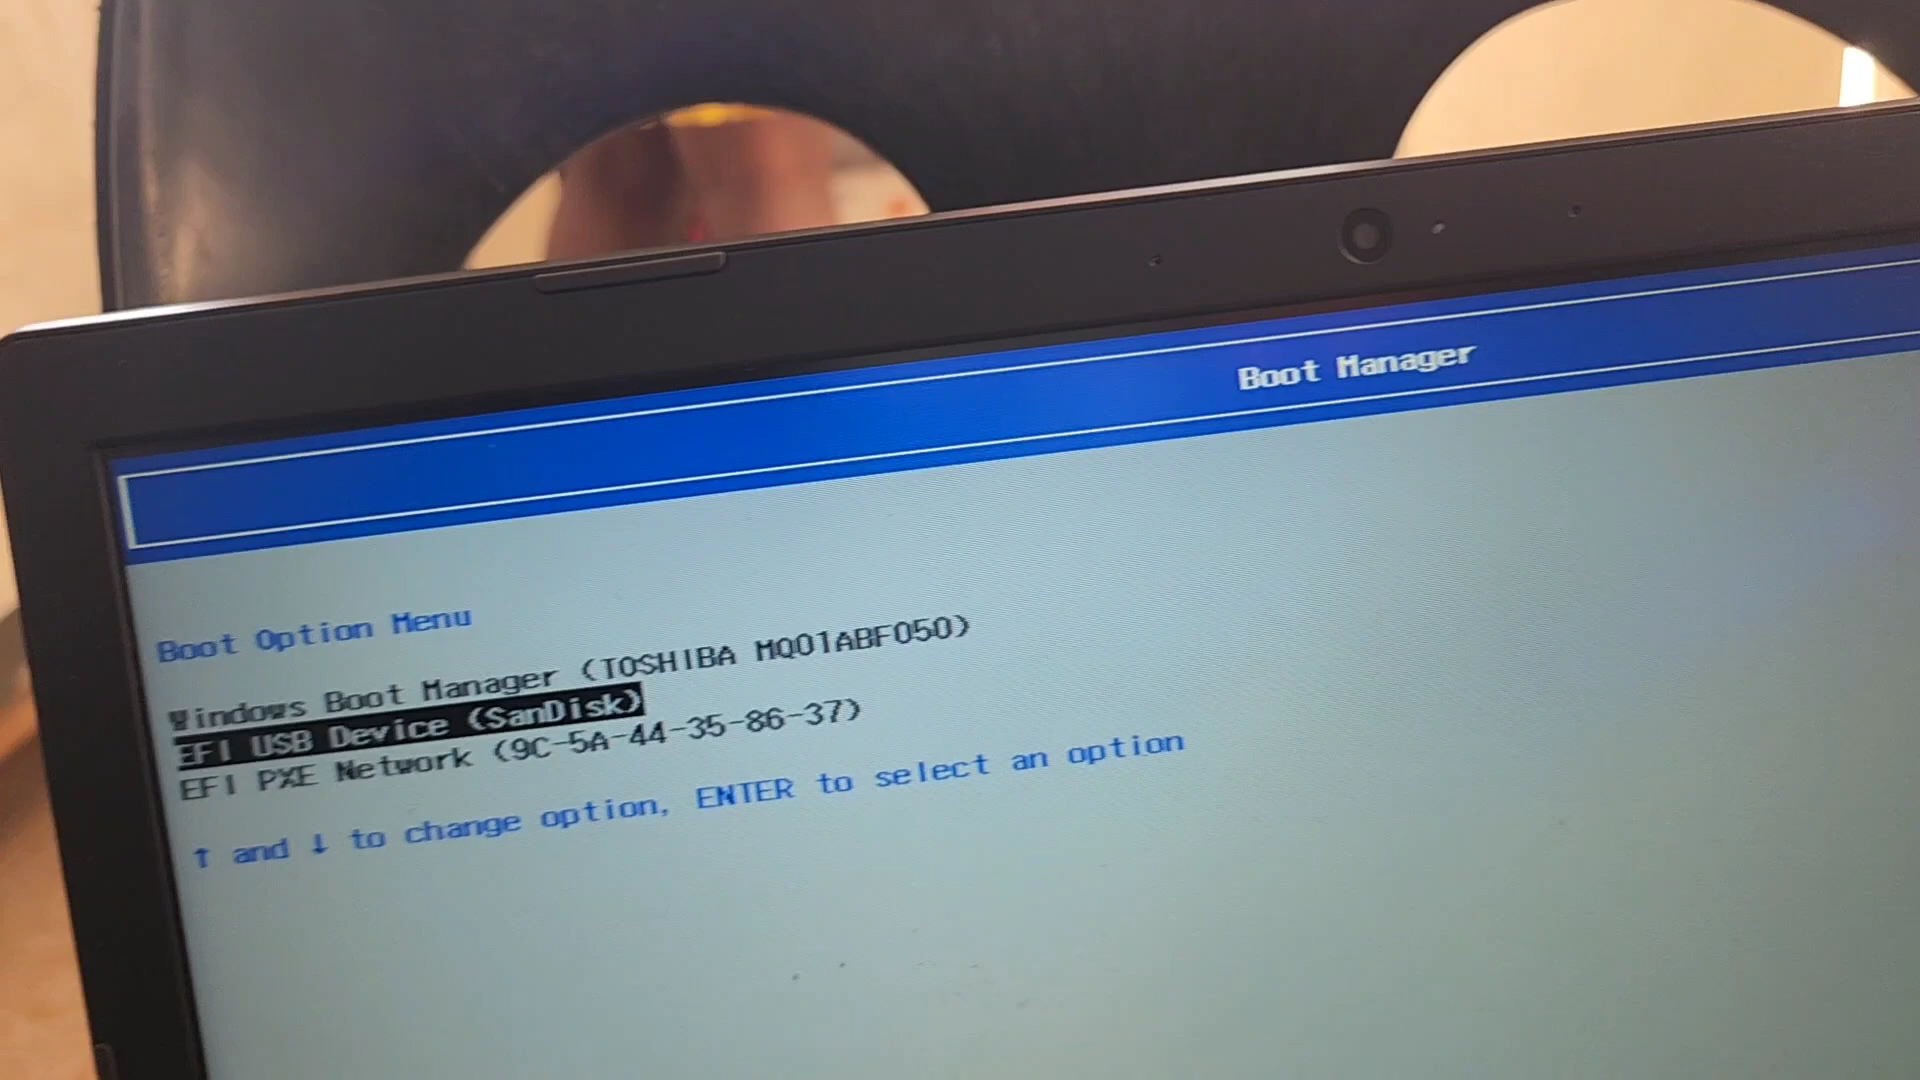 Boot Manager
Boot Option Menu
Windows Boot Manager (TOSHIBA MQ01ABF050)
EFI USB Device (SanDisk)
EFI PXE Network (9C-5A-44-35-86-37)
↑ and ↓ to change option, ENTER to select an option